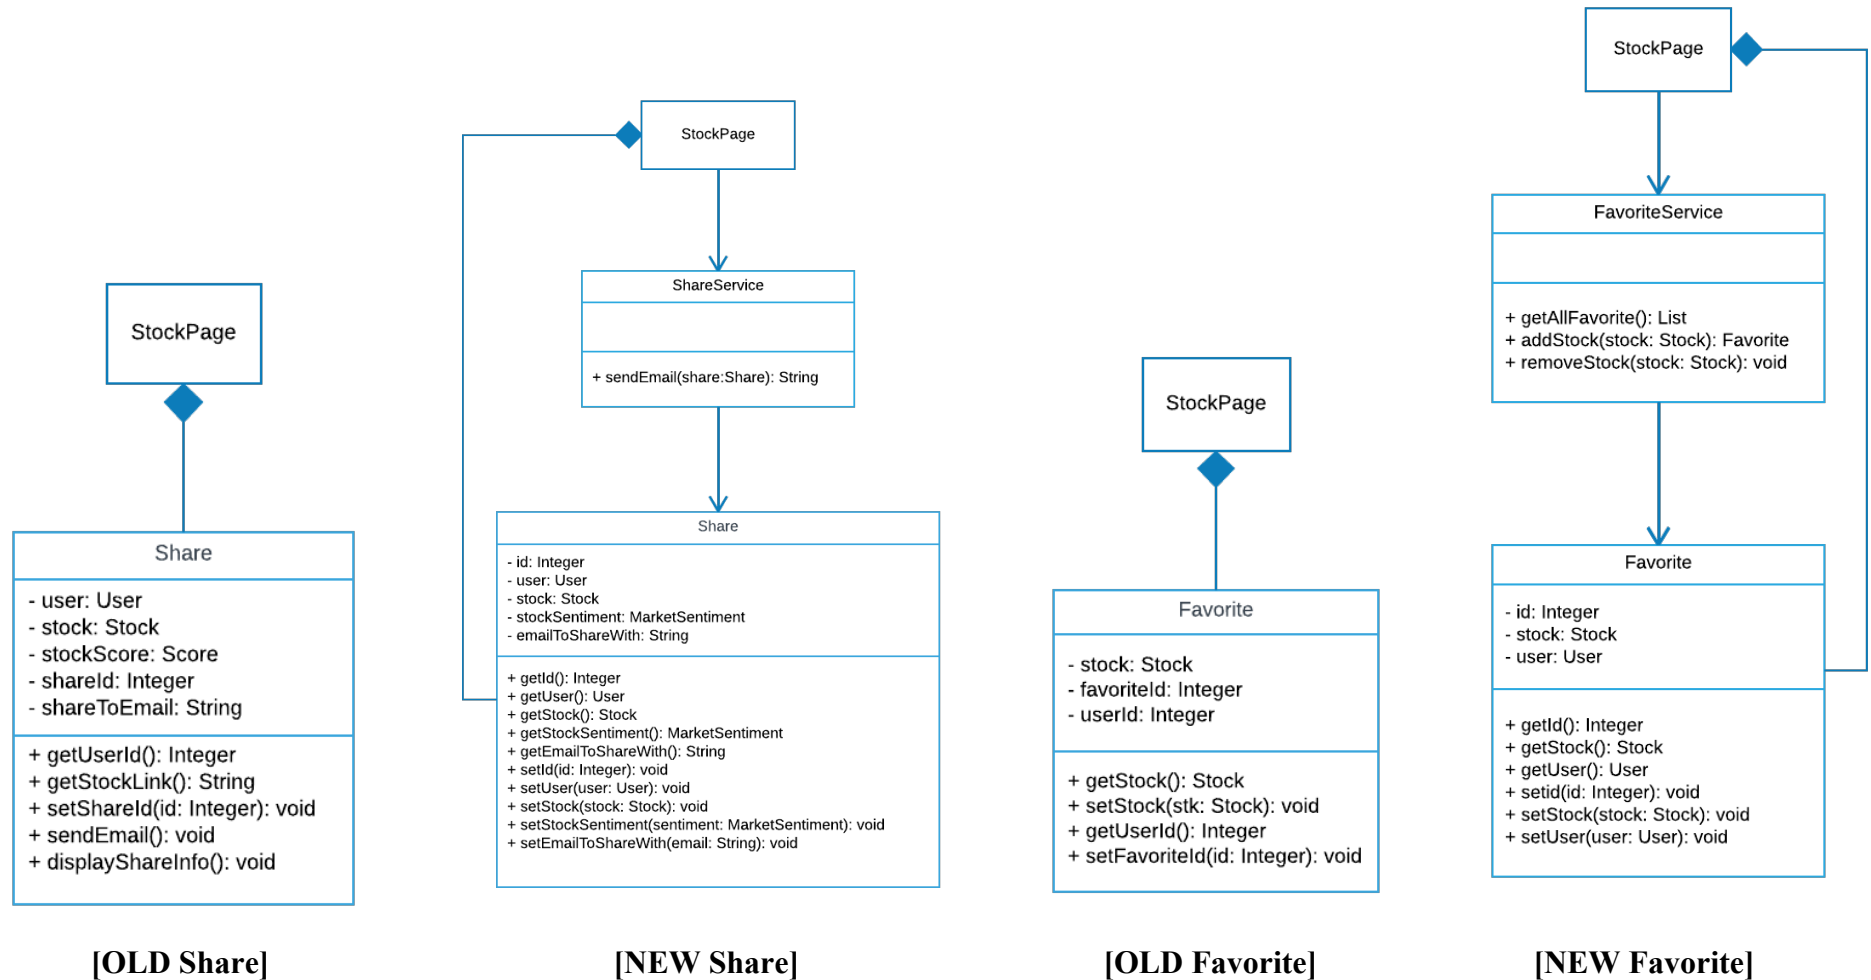 StockPage
Share
- user: User
- stock: Stock
- stockScore: Score
- shareId: Integer
- shareToEmail: String
+ getUserId(): Integer
+ getStockLink(): String
+ setShareId(id: Integer): void
+ sendEmail(): void
+ displayShareInfo(): void
[OLD Share]
StockPage
ShareService
+ sendEmail(share:Share): String
Share
- id: Integer
- user: User
- stock: Stock
- stockSentiment: MarketSentiment
- emailToShareWith: String
+ getId(): Integer
+ getUser(): User
+ getStock(): Stock
+ getStockSentiment(): MarketSentiment
+ getEmailToShareWith(): String
+ setId(id: Integer): void
+ setUser(user: User): void
+ setStock(stock: Stock): void
+ setStockSentiment(sentiment: MarketSentiment): void
+ setEmailToShareWith(email: String): void
[NEW Share]
StockPage
Favorite
- stock: Stock
- favoriteId: Integer
- userId: Integer
+ getStock(): Stock
+ setStock(stk: Stock): void
+ getUserId(): Integer
+ setFavoriteId(id: Integer): void
[OLD Favorite]
StockPage
FavoriteService
+ getAllFavorite(): List
+ addStock(stock: Stock): Favorite
+ removeStock(stock: Stock): void
Favorite
- id: Integer
- stock: Stock
- user: User
+ getId(): Integer
+ getStock(): Stock
+ getUser(): User
+ setid(id: Integer): void
+ setStock(stock: Stock): void
+ setUser(user: User): void
[NEW Favorite]